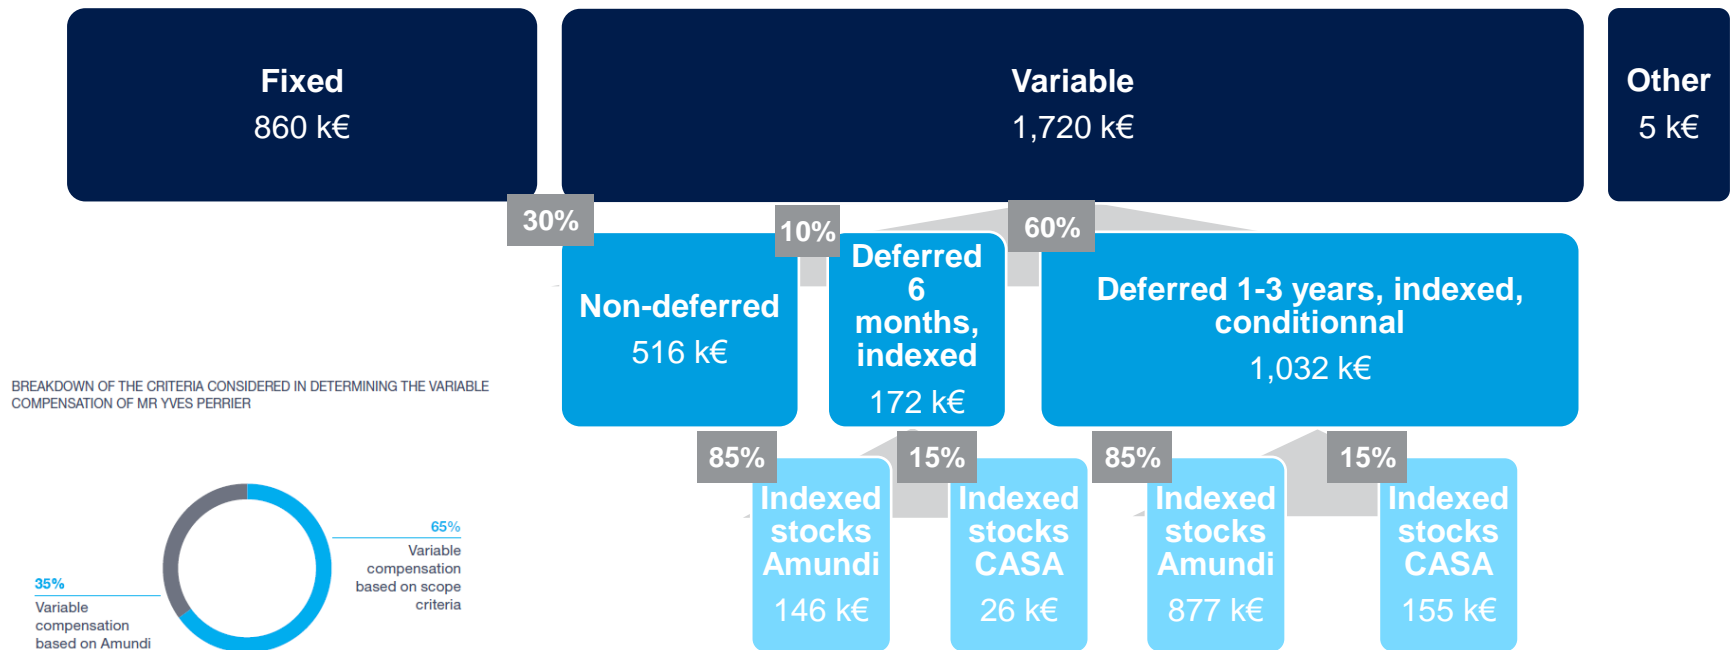 Fixed
860 k€
Variable
1,720 k€
Other
5 k€
30%
10%
60%
Non-deferred
516 k€
Deferred
6
months,
indexed
172 k€
Deferred 1-3 years, indexed,
conditionnal
1,032 k€
85%
15%
85%
15%
Indexed
stocks
Amundi
146 k€
Indexed
stocks
CASA
26 k€
Indexed
stocks
Amundi
877 k€
Indexed
stocks
CASA
155 k€
BREAKDOWN OF THE CRITERIA CONSIDERED IN DETERMINING THE VARIABLE
COMPENSATION OF MR YVES PERRIER
65%
Variable
compensation
based on scope
criteria
35%
Variable
compensation
based on Amundi